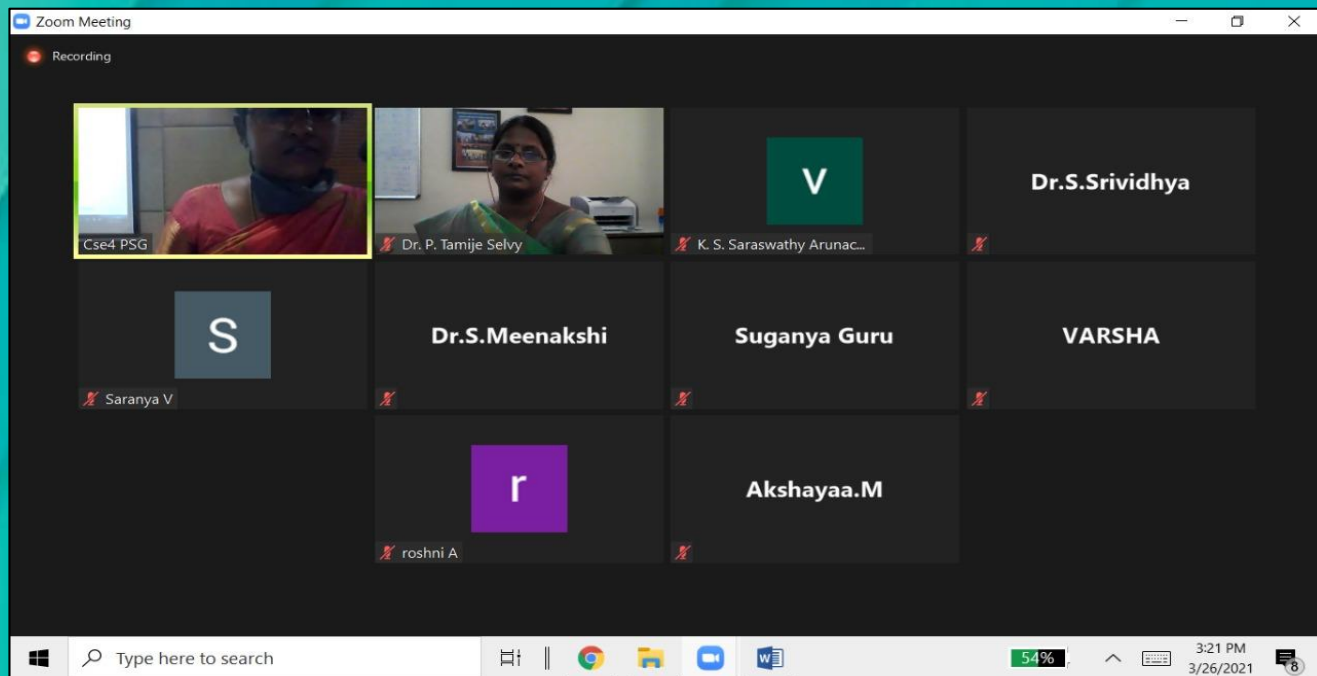 Zoom Meeting
Recording
Cse4 PSG
Dr. P. Tamije Selvy
V
K. S. Saraswathy Arunac...
Dr.S.Srividhya
S
Saranya V
Dr.S.Meenakshi
Suganya Guru
VARSHA
r
roshni A
Akshayaa.M
Type here to search
W
54%
3:21 PM
3/26/2021
8